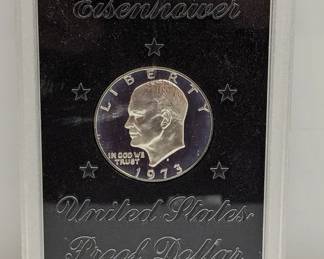 Eisenhower
LIBERTY
IN GOD WE
TRUST
1973
United States
Proof Dollar